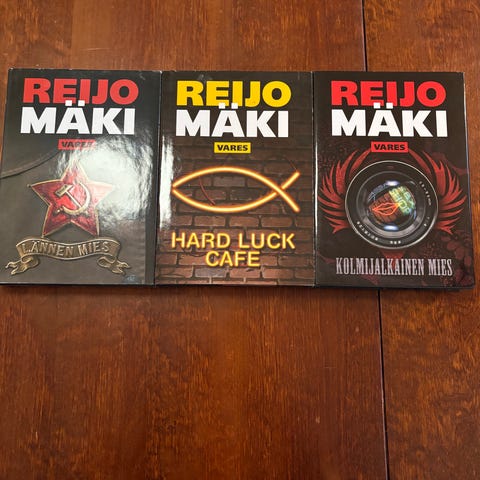 REIJO
MÄKI
VARES
LÄNNEN MIES
REIJO
MÄKI
VARES
HARD LUCK
CAFE
REIJO
MÄKI
VARES
KOLMIJALKAINEN MIES